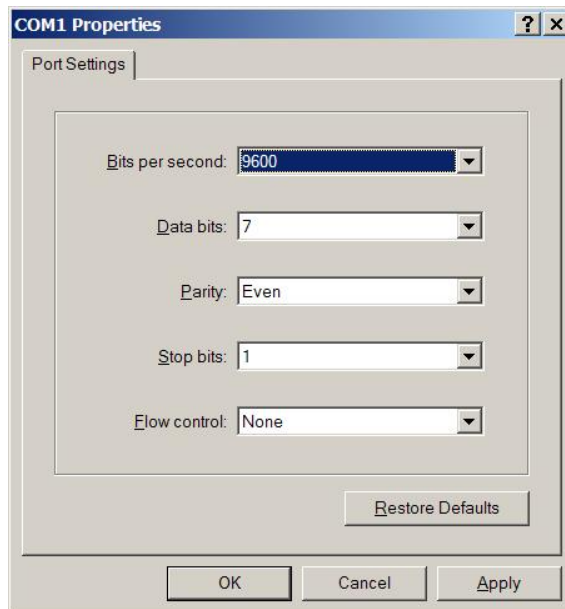 COM1 Properties
Port Settings
Bits per second: 9600
Data bits: 7
Parity: Even
Stop bits: 1
Flow control: None
Restore Defaults
OK Cancel Apply